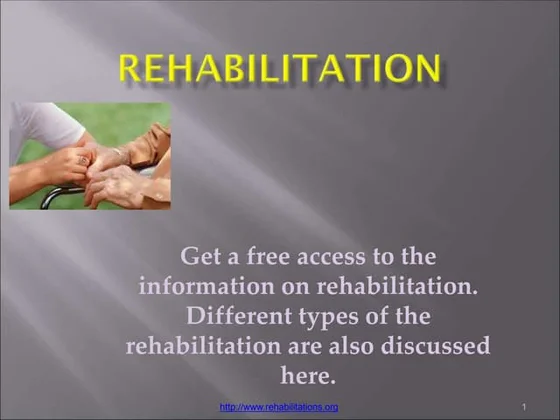 REHABILITATION
Get a free access to the
information on rehabilitation.
Different types of the
rehabilitation are also discussed
here.
http://www.rehabilitations.org
1